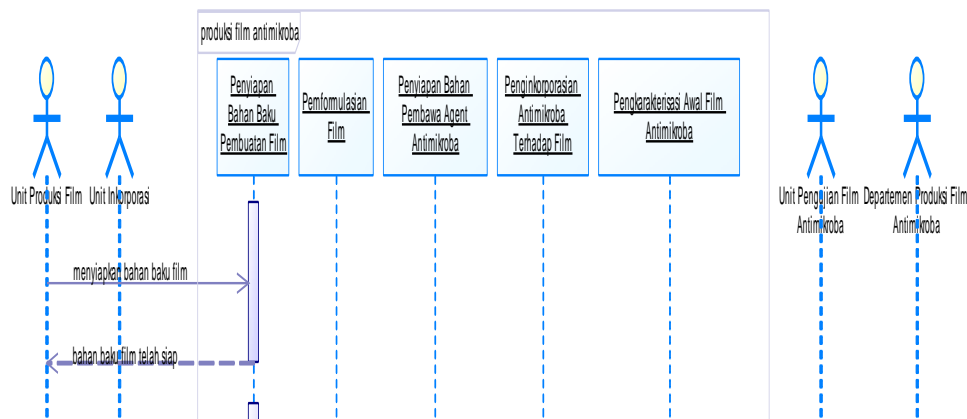 produksi film antimikroba
Penyiapan
Bahan Baku
Pembuatan Film
Pemformulasian
Film
Penyiapan Bahan
Pembawa Agent
Antimikroba
Penginkorporasian
Antimikroba
Terhadap Film
Pengkarakterisasi Awal Film
Antimikroba
Unit Produksi Film
Unit Inkorporasi
Unit Pengujian Film
Antimikroba
Departemen Produksi Film
Antimikroba
menyiapkan bahan baku film
bahan baku film telah siap